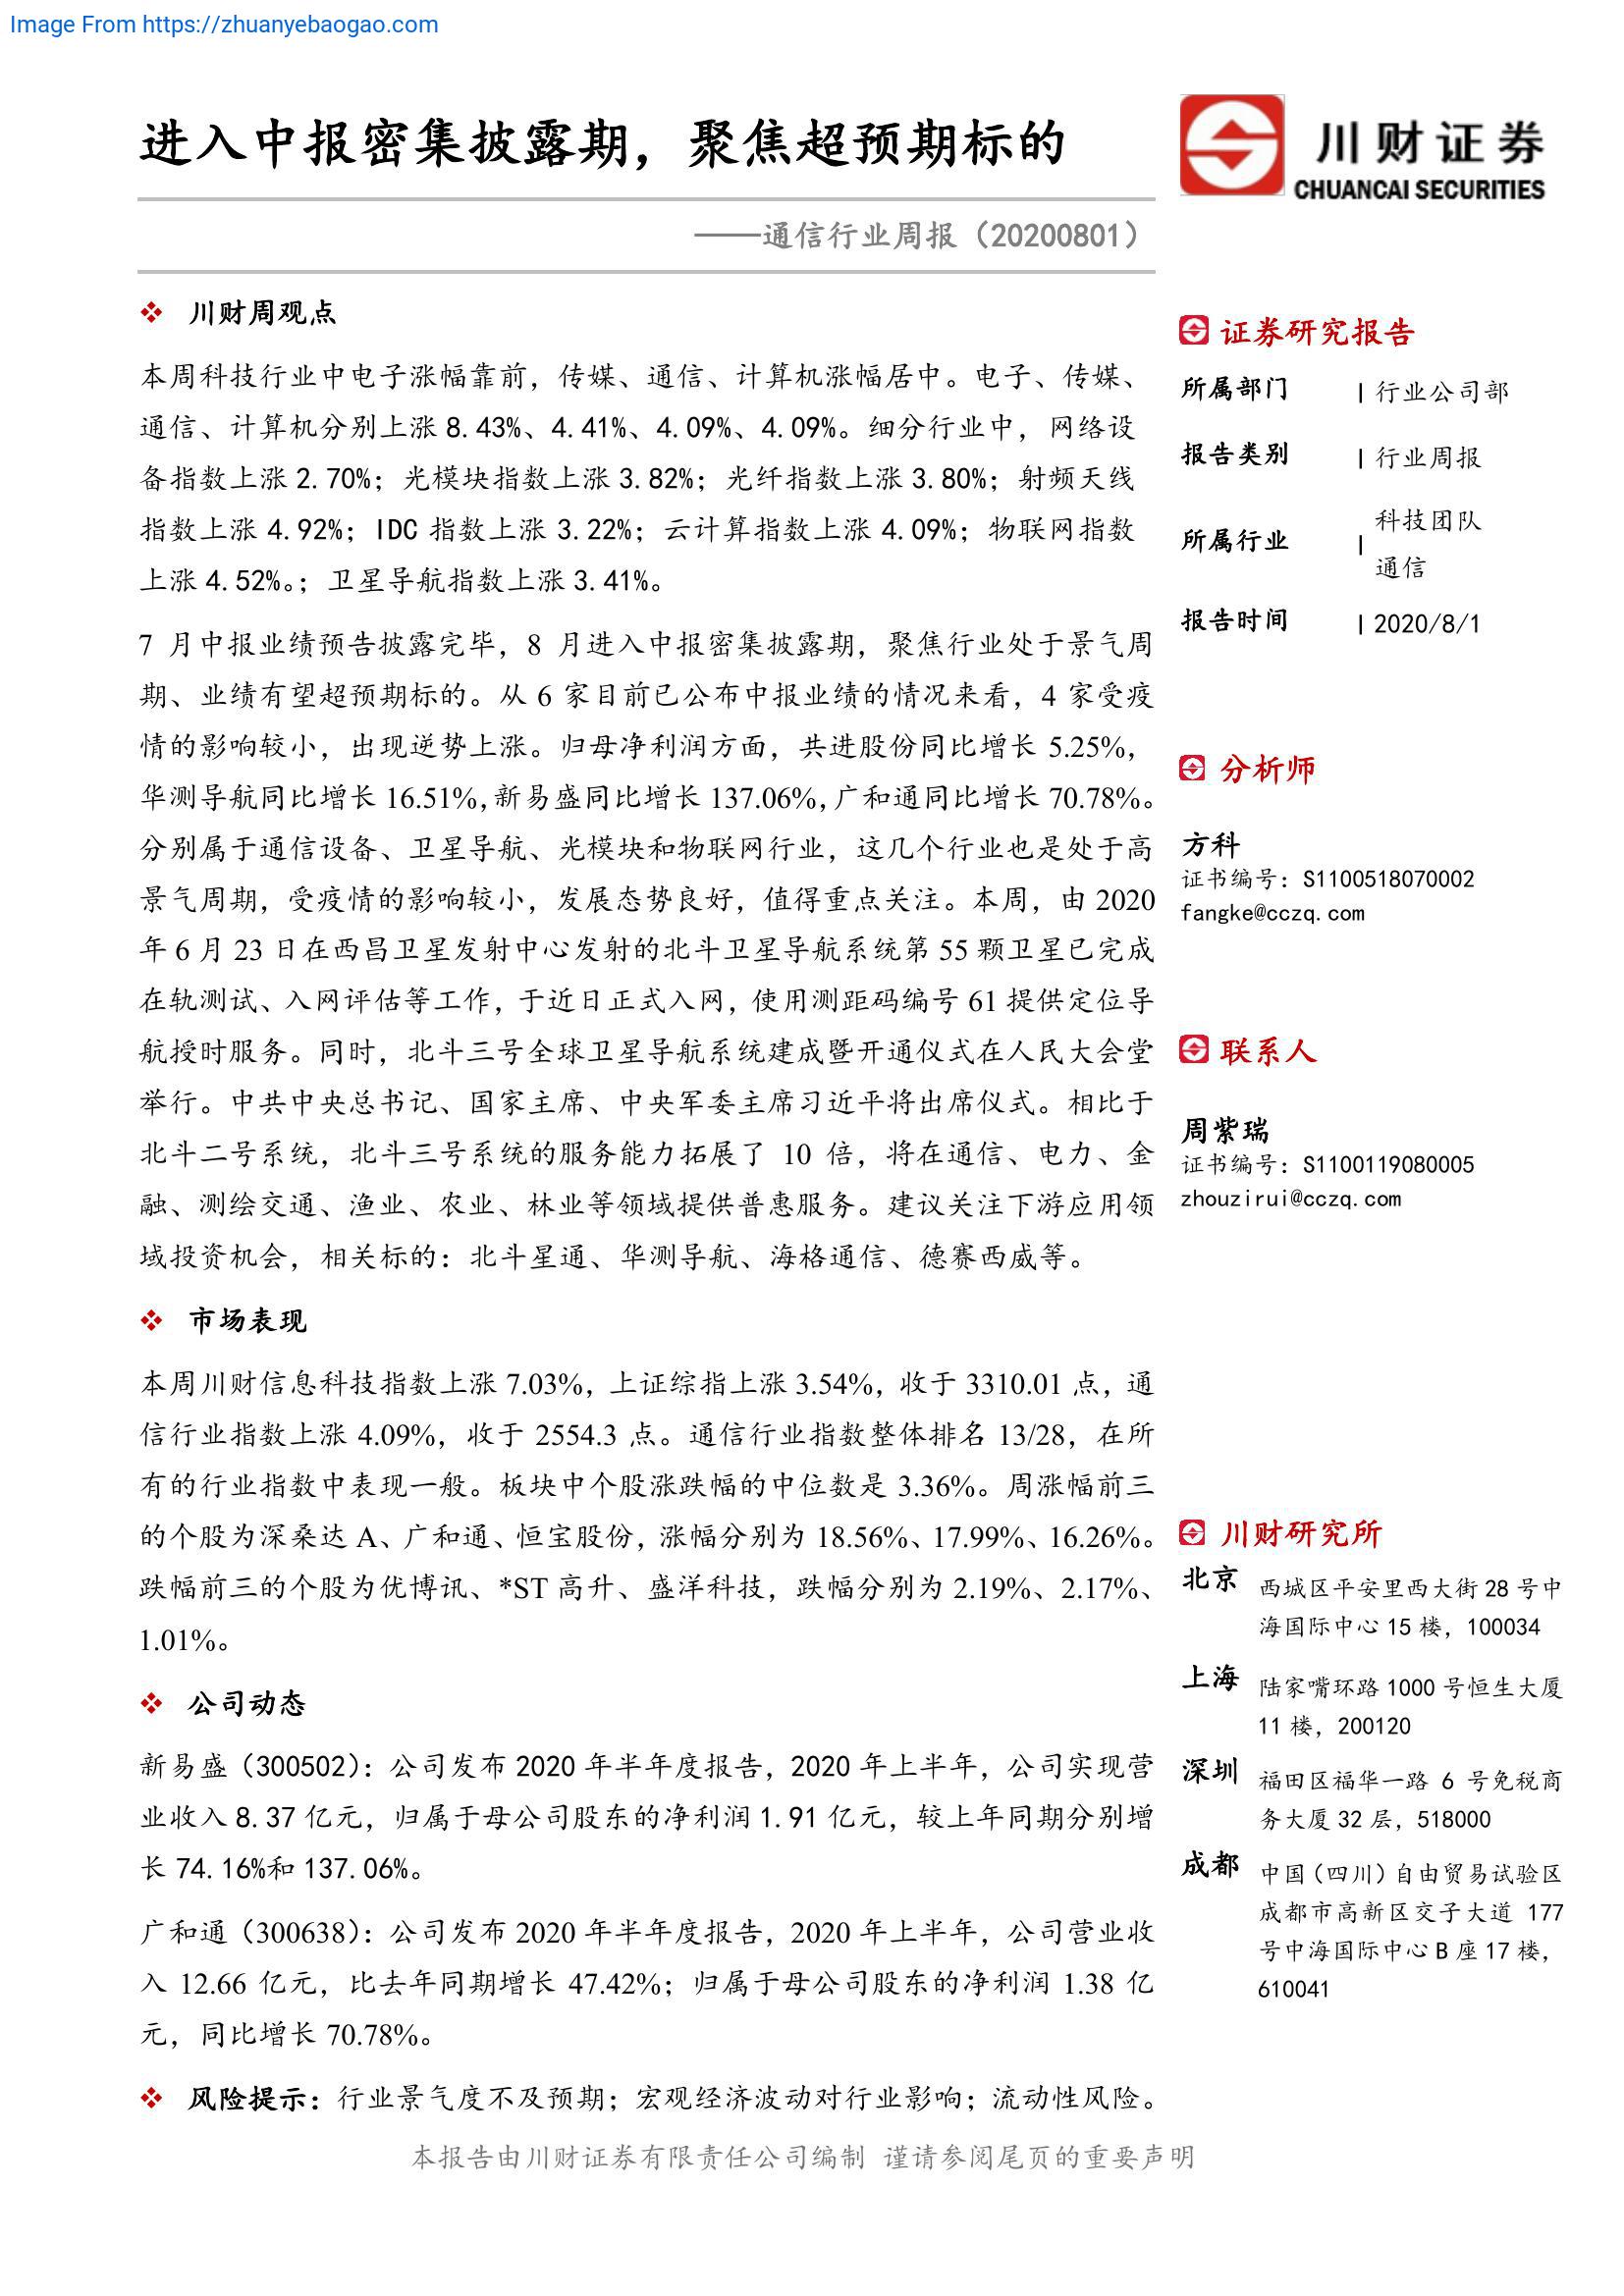 Image From https://zhuanyebaogao.com
进入中报密集披露期，聚焦超预期标的
川财证券
CHUANCAI SECURITIES
——通信行业周报（20200801）
❖ 川财周观点
本周科技行业中电子涨幅靠前，传媒、通信、计算机涨幅居中。电子、传媒、
通信、计算机分别上涨 8.43%、4.41%、4.09%、4.09%。细分行业中，网络设
备指数上涨 2.70%；光模块指数上涨 3.82%；光纤指数上涨 3.80%；射频天线
指数上涨 4.92%；IDC 指数上涨 3.22%；云计算指数上涨 4.09%；物联网指数
上涨 4.52%。；卫星导航指数上涨 3.41%。
7 月中报业绩预告披露完毕，8 月进入中报密集披露期，聚焦行业处于景气周
期、业绩有望超预期标的。从 6 家目前已公布中报业绩的情况来看，4 家受疫
情的影响较小，出现逆势上涨。归母净利润方面，共进股份同比增长 5.25%，
华测导航同比增长 16.51%，新易盛同比增长 137.06%，广和通同比增长 70.78%。
分别属于通信设备、卫星导航、光模块和物联网行业，这几个行业也是处于高
景气周期，受疫情的影响较小，发展态势良好，值得重点关注。本周，由 2020
年 6 月 23 日在西昌卫星发射中心发射的北斗卫星导航系统第 55 颗卫星已完成
在轨测试、入网评估等工作，于近日正式入网，使用测距码编号 61 提供定位导
航授时服务。同时，北斗三号全球卫星导航系统建成暨开通仪式在人民大会堂
举行。中共中央总书记、国家主席、中央军委主席习近平将出席仪式。相比于
北斗二号系统，北斗三号系统的服务能力拓展了 10 倍，将在通信、电力、金
融、测绘交通、渔业、农业、林业等领域提供普惠服务。建议关注下游应用领
域投资机会，相关标的：北斗星通、华测导航、海格通信、德赛西威等。
❖ 市场表现
本周川财信息科技指数上涨 7.03%，上证综指上涨 3.54%，收于 3310.01 点，通
信行业指数上涨 4.09%，收于 2554.3 点。通信行业指数整体排名 13/28，在所
有的行业指数中表现一般。板块中个股涨跌幅的中位数是 3.36%。周涨幅前三
的个股为深桑达 A、广和通、恒宝股份，涨幅分别为 18.56%、17.99%、16.26%。
跌幅前三的个股为优博讯、*ST 高升、盛洋科技，跌幅分别为 2.19%、2.17%、
1.01%。
❖ 公司动态
新易盛（300502）：公司发布 2020 年半年度报告，2020 年上半年，公司实现营
业收入 8.37 亿元，归属于母公司股东的净利润 1.91 亿元，较上年同期分别增
长 74.16%和 137.06%。
广和通（300638）：公司发布 2020 年半年度报告，2020 年上半年，公司营业收
入 12.66 亿元，比去年同期增长 47.42%；归属于母公司股东的净利润 1.38 亿
元，同比增长 70.78%。
❖ 风险提示：行业景气度不及预期；宏观经济波动对行业影响；流动性风险。
证券研究报告
所属部门 | 行业公司部
报告类别 | 行业周报
所属行业 | 科技团队
通信
报告时间 | 2020/8/1
分析师
方科
证书编号：S1100518070002
fangke@cczq.com
联系人
周紫瑞
证书编号：S1100119080005
zhouzirui@cczq.com
川财研究所
北京 西城区平安里西大街 28 号中
海国际中心 15 楼，100034
上海 陆家嘴环路 1000 号恒生大厦
11 楼，200120
深圳 福田区福华一路 6 号免税商
务大厦 32 层，518000
成都 中国（四川）自由贸易试验区
成都市高新区交子大道 177
号中海国际中心 B 座 17 楼，
610041
本报告由川财证券有限责任公司编制 谨请参阅尾页的重要声明